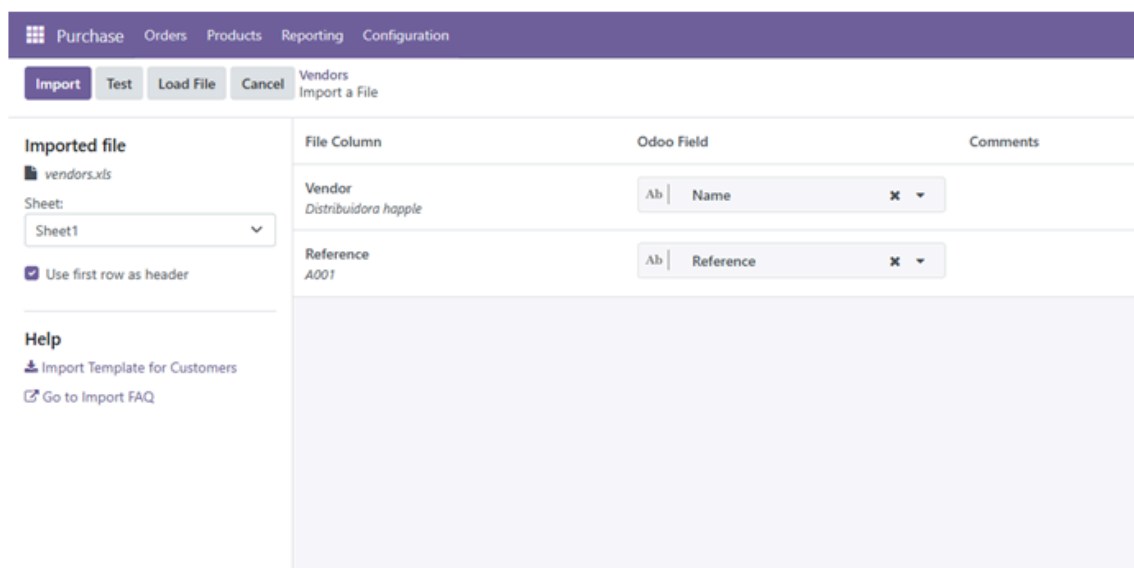 Purchase Orders Products Reporting Configuration
Import Test Load File Cancel Vendors
Import a File
Imported file
vendors.xls
Sheet:
Sheet1
Use first row as header
Help
Import Template for Customers
Go to Import FAQ
File Column Odoo Field Comments
Vendor
Distribuidora happle
Ab Name
Reference
A001
Ab Reference